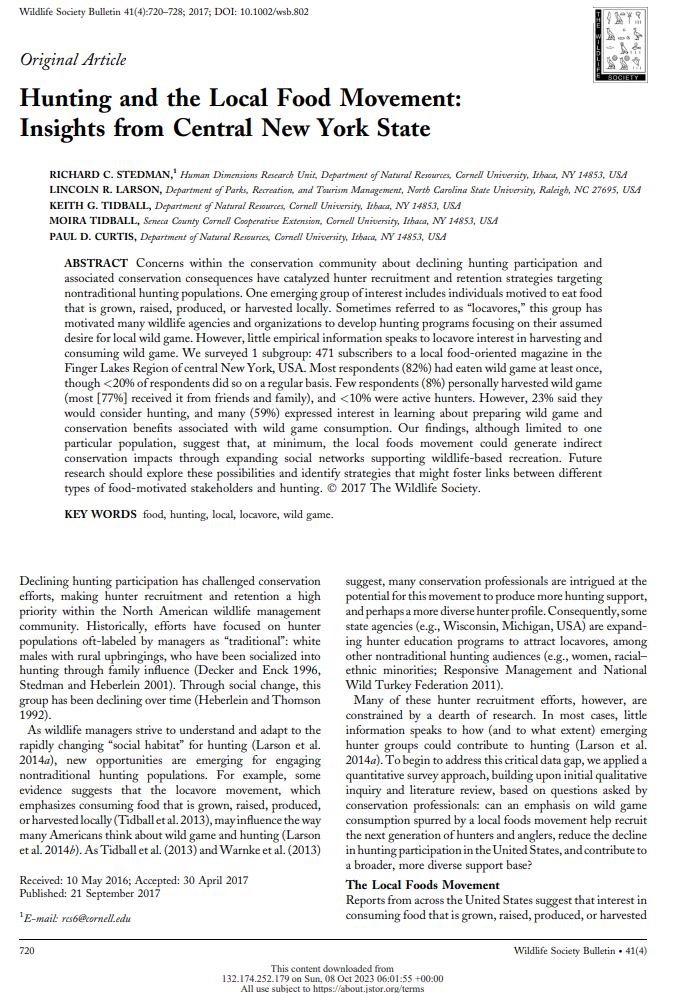 Wildlife Society Bulletin 41(4):720–728; 2017; DOI: 10.1002/wsb.802
THE WILDLIFE
SOCIETY
Original Article
Hunting and the Local Food Movement:
Insights from Central New York State
RICHARD C. STEDMAN,1 Human Dimensions Research Unit, Department of Natural Resources, Cornell University, Ithaca, NY 14853, USA
LINCOLN R. LARSON, Department of Parks, Recreation, and Tourism Management, North Carolina State University, Raleigh, NC 27695, USA
KEITH G. TIDBALL, Department of Natural Resources, Cornell University, Ithaca, NY 14853, USA
MOIRA TIDBALL, Seneca County Cornell Cooperative Extension, Cornell University, Ithaca, NY 14853, USA
PAUL D. CURTIS, Department of Natural Resources, Cornell University, Ithaca, NY 14853, USA
ABSTRACT Concerns within the conservation community about declining hunting participation and
associated conservation consequences have catalyzed hunter recruitment and retention strategies targeting
nontraditional hunting populations. One emerging group of interest includes individuals motived to eat food
that is grown, raised, produced, or harvested locally. Sometimes referred to as “locavores,” this group has
motivated many wildlife agencies and organizations to develop hunting programs focusing on their assumed
desire for local wild game. However, little empirical information speaks to locavore interest in harvesting and
consuming wild game. We surveyed 1 subgroup: 471 subscribers to a local food-oriented magazine in the
Finger Lakes Region of central New York, USA. Most respondents (82%) had eaten wild game at least once,
though <20% of respondents did so on a regular basis. Few respondents (8%) personally harvested wild game
(most [77%] received it from friends and family), and <10% were active hunters. However, 23% said they
would consider hunting, and many (59%) expressed interest in learning about preparing wild game and
conservation benefits associated with wild game consumption. Our findings, although limited to one
particular population, suggest that, at minimum, the local foods movement could generate indirect
conservation impacts through expanding social networks supporting wildlife-based recreation. Future
research should explore these possibilities and identify strategies that might foster links between different
types of food-motivated stakeholders and hunting. © 2017 The Wildlife Society.
KEY WORDS food, hunting, local, locavore, wild game.
Declining hunting participation has challenged conservation
efforts, making hunter recruitment and retention a high
priority within the North American wildlife management
community. Historically, efforts have focused on hunter
populations oft-labeled by managers as “traditional”: white
males with rural upbringings, who have been socialized into
hunting through family influence (Decker and Enck 1996,
Stedman and Heberlein 2001). Through social change, this
group has been declining over time (Heberlein and Thomson
1992).
As wildlife managers strive to understand and adapt to the
rapidly changing “social habitat” for hunting (Larson et al.
2014a), new opportunities are emerging for engaging
nontraditional hunting populations. For example, some
evidence suggests that the locavore movement, which
emphasizes consuming food that is grown, raised, produced,
or harvested locally (Tidball et al. 2013), may influence the way
many Americans think about wild game and hunting (Larson
et al. 2014b). As Tidball et al. (2013) and Warnke et al. (2013)
Received: 10 May 2016; Accepted: 30 April 2017
Published: 21 September 2017
1E-mail: rcs6@cornell.edu
suggest, many conservation professionals are intrigued at the
potential for this movement to produce more hunting support,
and perhaps a more diverse hunter profile. Consequently, some
state agencies (e.g., Wisconsin, Michigan, USA) are expand-
ing hunter education programs to attract locavores, among
other nontraditional hunting audiences (e.g., women, racial–
ethnic minorities; Responsive Management and National
Wild Turkey Federation 2011).
Many of these hunter recruitment efforts, however, are
constrained by a dearth of research. In most cases, little
information speaks to how (and to what extent) emerging
hunter groups could contribute to hunting (Larson et al.
2014a). To begin to address this critical data gap, we applied a
quantitative survey approach, building upon initial qualitative
inquiry and literature review, based on questions asked by
conservation professionals: can an emphasis on wild game
consumption spurred by a local foods movement help recruit
the next generation of hunters and anglers, reduce the decline
in hunting participation in the United States, and contribute to
a broader, more diverse support base?
The Local Foods Movement
Reports from across the United States suggest that interest in
consuming food that is grown, raised, produced, or harvested
720
Wildlife Society Bulletin • 41(4)
This content downloaded from
132.174.252.179 on Sun, 08 Oct 2023 06:01:55 +00:00
All use subject to https://about.jstor.org/terms